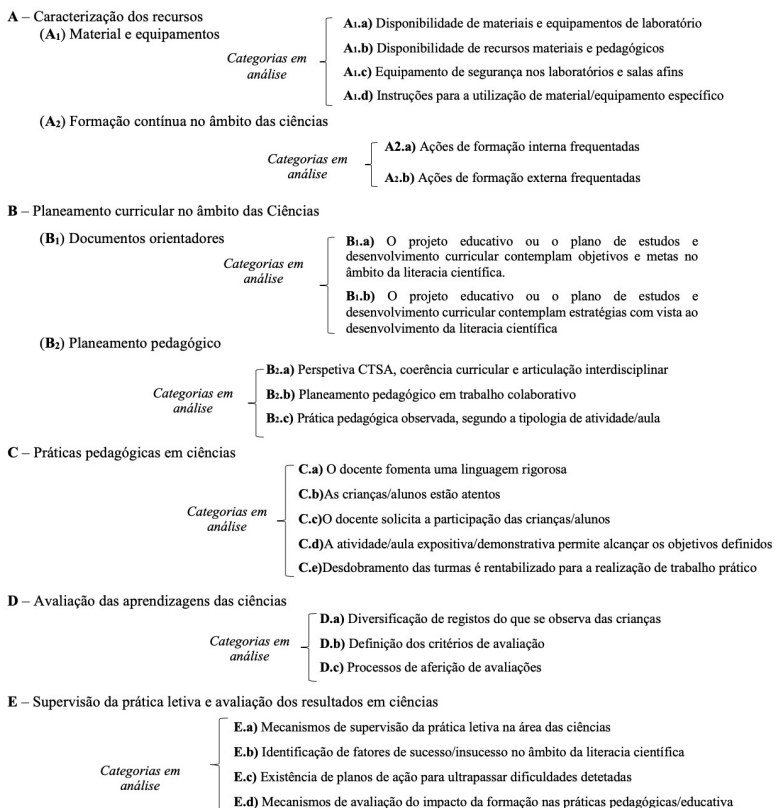 A – Caracterização dos recursos
(A1) Material e equipamentos
Categorias em
análise
A1.a) Disponibilidade de materiais e equipamentos de laboratório
A1.b) Disponibilidade de recursos materiais e pedagógicos
A1.c) Equipamento de segurança nos laboratórios e salas afins
A1.d) Instruções para a utilização de material/equipamento específico
(A2) Formação contínua no âmbito das ciências
Categorias em
análise
A2.a) Ações de formação interna frequentadas
A2.b) Ações de formação externa frequentadas
B – Planeamento curricular no âmbito das Ciências
(B1) Documentos orientadores
Categorias em
análise
B1.a) O projeto educativo ou o plano de estudos e
desenvolvimento curricular contemplam objetivos e metas no
âmbito da literacia científica.
B1.b) O projeto educativo ou o plano de estudos e
desenvolvimento curricular contemplam estratégias com vista ao
desenvolvimento da literacia científica
(B2) Planeamento pedagógico
Categorias em
análise
B2.a) Perspetiva CTSA, coerência curricular e articulação interdisciplinar
B2.b) Planeamento pedagógico em trabalho colaborativo
B2.c) Prática pedagógica observada, segundo a tipologia de atividade/aula
C – Práticas pedagógicas em ciências
Categorias em
análise
C.a) O docente fomenta uma linguagem rigorosa
C.b)As crianças/alunos estão atentos
C.c)O docente solicita a participação das crianças/alunos
C.d)A atividade/aula expositiva/demonstrativa permite alcançar os objetivos definidos
C.e)Desdobramento das turmas é rentabilizado para a realização de trabalho prático
D – Avaliação das aprendizagens das ciências
Categorias em
análise
D.a) Diversificação de registos do que se observa das crianças
D.b) Definição dos critérios de avaliação
D.c) Processos de aferição de avaliações
E – Supervisão da prática letiva e avaliação dos resultados em ciências
Categorias em
análise
E.a) Mecanismos de supervisão da prática letiva na área das ciências
E.b) Identificação de fatores de sucesso/insucesso no âmbito da literacia científica
E.c) Existência de planos de ação para ultrapassar dificuldades detetadas
E.d) Mecanismos de avaliação do impacto da formação nas práticas pedagógicas/educativa